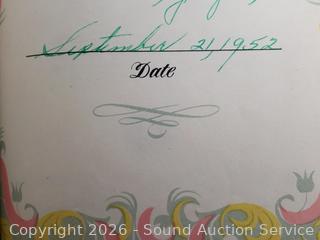 September 21, 1952
Date
Copyright 2026 - Sound Auction Service